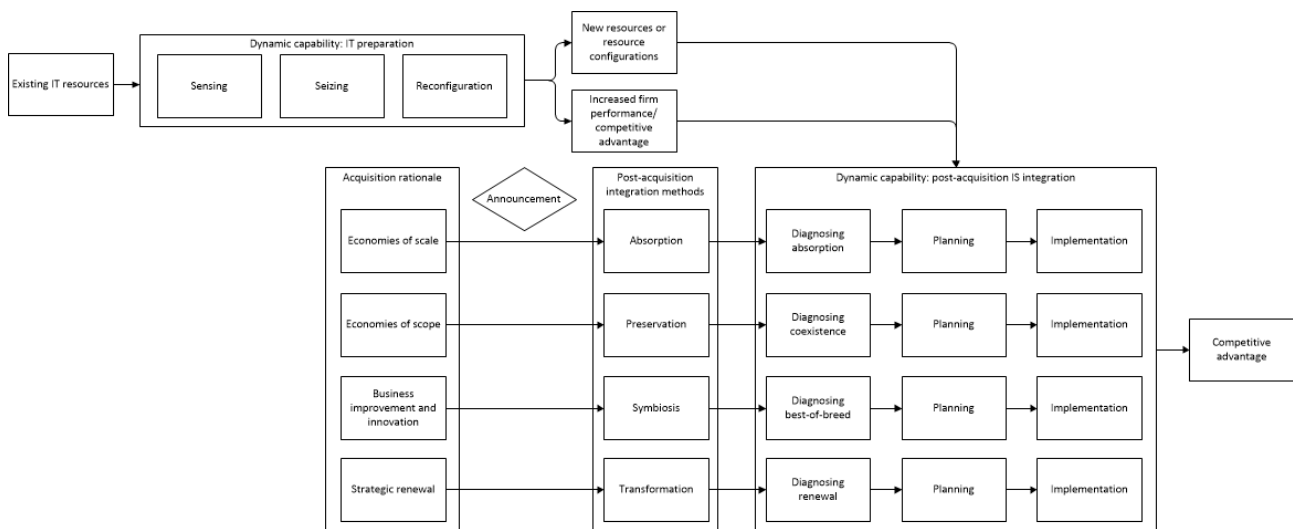 Existing IT resources
Dynamic capability: IT preparation
Sensing
Seizing
Reconfiguration
New resources or
resource
configurations
Increased firm
performance/
competitive
advantage
Acquisition rationale
Announcement
Post-acquisition
integration methods
Dynamic capability: post-acquisition IS integration
Economies of scale
Absorption
Diagnosing
absorption
Planning
Implementation
Economies of scope
Preservation
Diagnosing
coexistence
Planning
Implementation
Competitive
advantage
Business
improvement and
innovation
Symbiosis
Diagnosing
best-of-breed
Planning
Implementation
Strategic renewal
Transformation
Diagnosing
renewal
Planning
Implementation